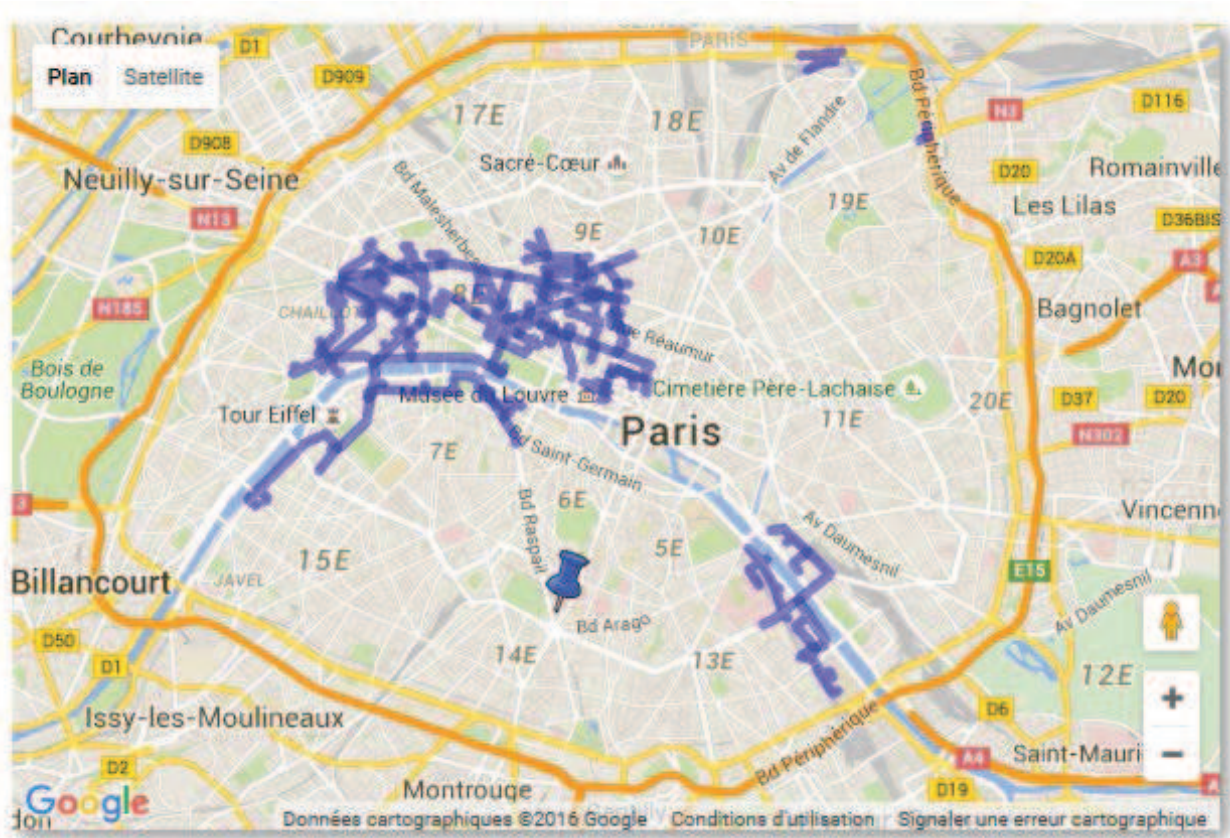 Courbevoie
D1
PARIS
Plan
Satellite
D909
D116
N3
17E
18E
Bd Périphérique
Av de Flandre
D908
Sacré-Cœur
Romainville
Neuilly-sur-Seine
D20
Bd Malesherbes
19E
Les Lilas
N13
9E
10E
D36BIS
D20A
A3
8E
N185
CHAILLOT
Bagnolet
Réaumur
Bois de
Boulogne
Musée du Louvre
Cimetière Père-Lachaise
20E
D37
D20
Tour Eiffel
11E
Paris
N302
7E
Bd Saint-Germain
6E
Bd Raspail
Vincenn
Av Daumesnil
15E
5E
Billancourt
JAVEL
E15
Av Daumesnil
Bd Arago
D50
14E
13E
D1
12E
+
Issy-les-Moulineaux
D6
Bd Périphérique
A4
Saint-Mauri
−
D2
Montrouge
D19
Google
don
Données cartographiques ©2016 Google
Conditions d'utilisation
Signaler une erreur cartographique